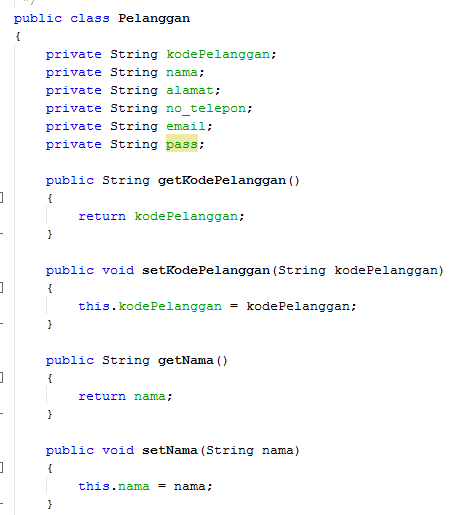 */
public class Pelanggan
{
private String kodePelanggan;
private String nama;
private String alamat;
private String no_telepon;
private String email;
private String pass;
public String getKodePelanggan()
{
return kodePelanggan;
}
public void setKodePelanggan(String kodePelanggan)
{
this.kodePelanggan = kodePelanggan;
}
public String getNama()
{
return nama;
}
public void setNama(String nama)
{
this.nama = nama;
}